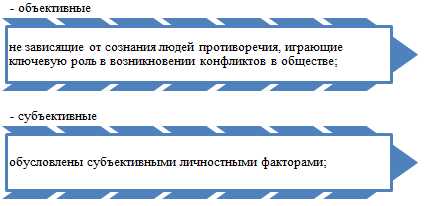 - объективные
не зависящие от сознания людей противоречия, играющие
ключевую роль в возникновении конфликтов в обществе;
- субъективные
обусловлены субъективными личностными факторами;